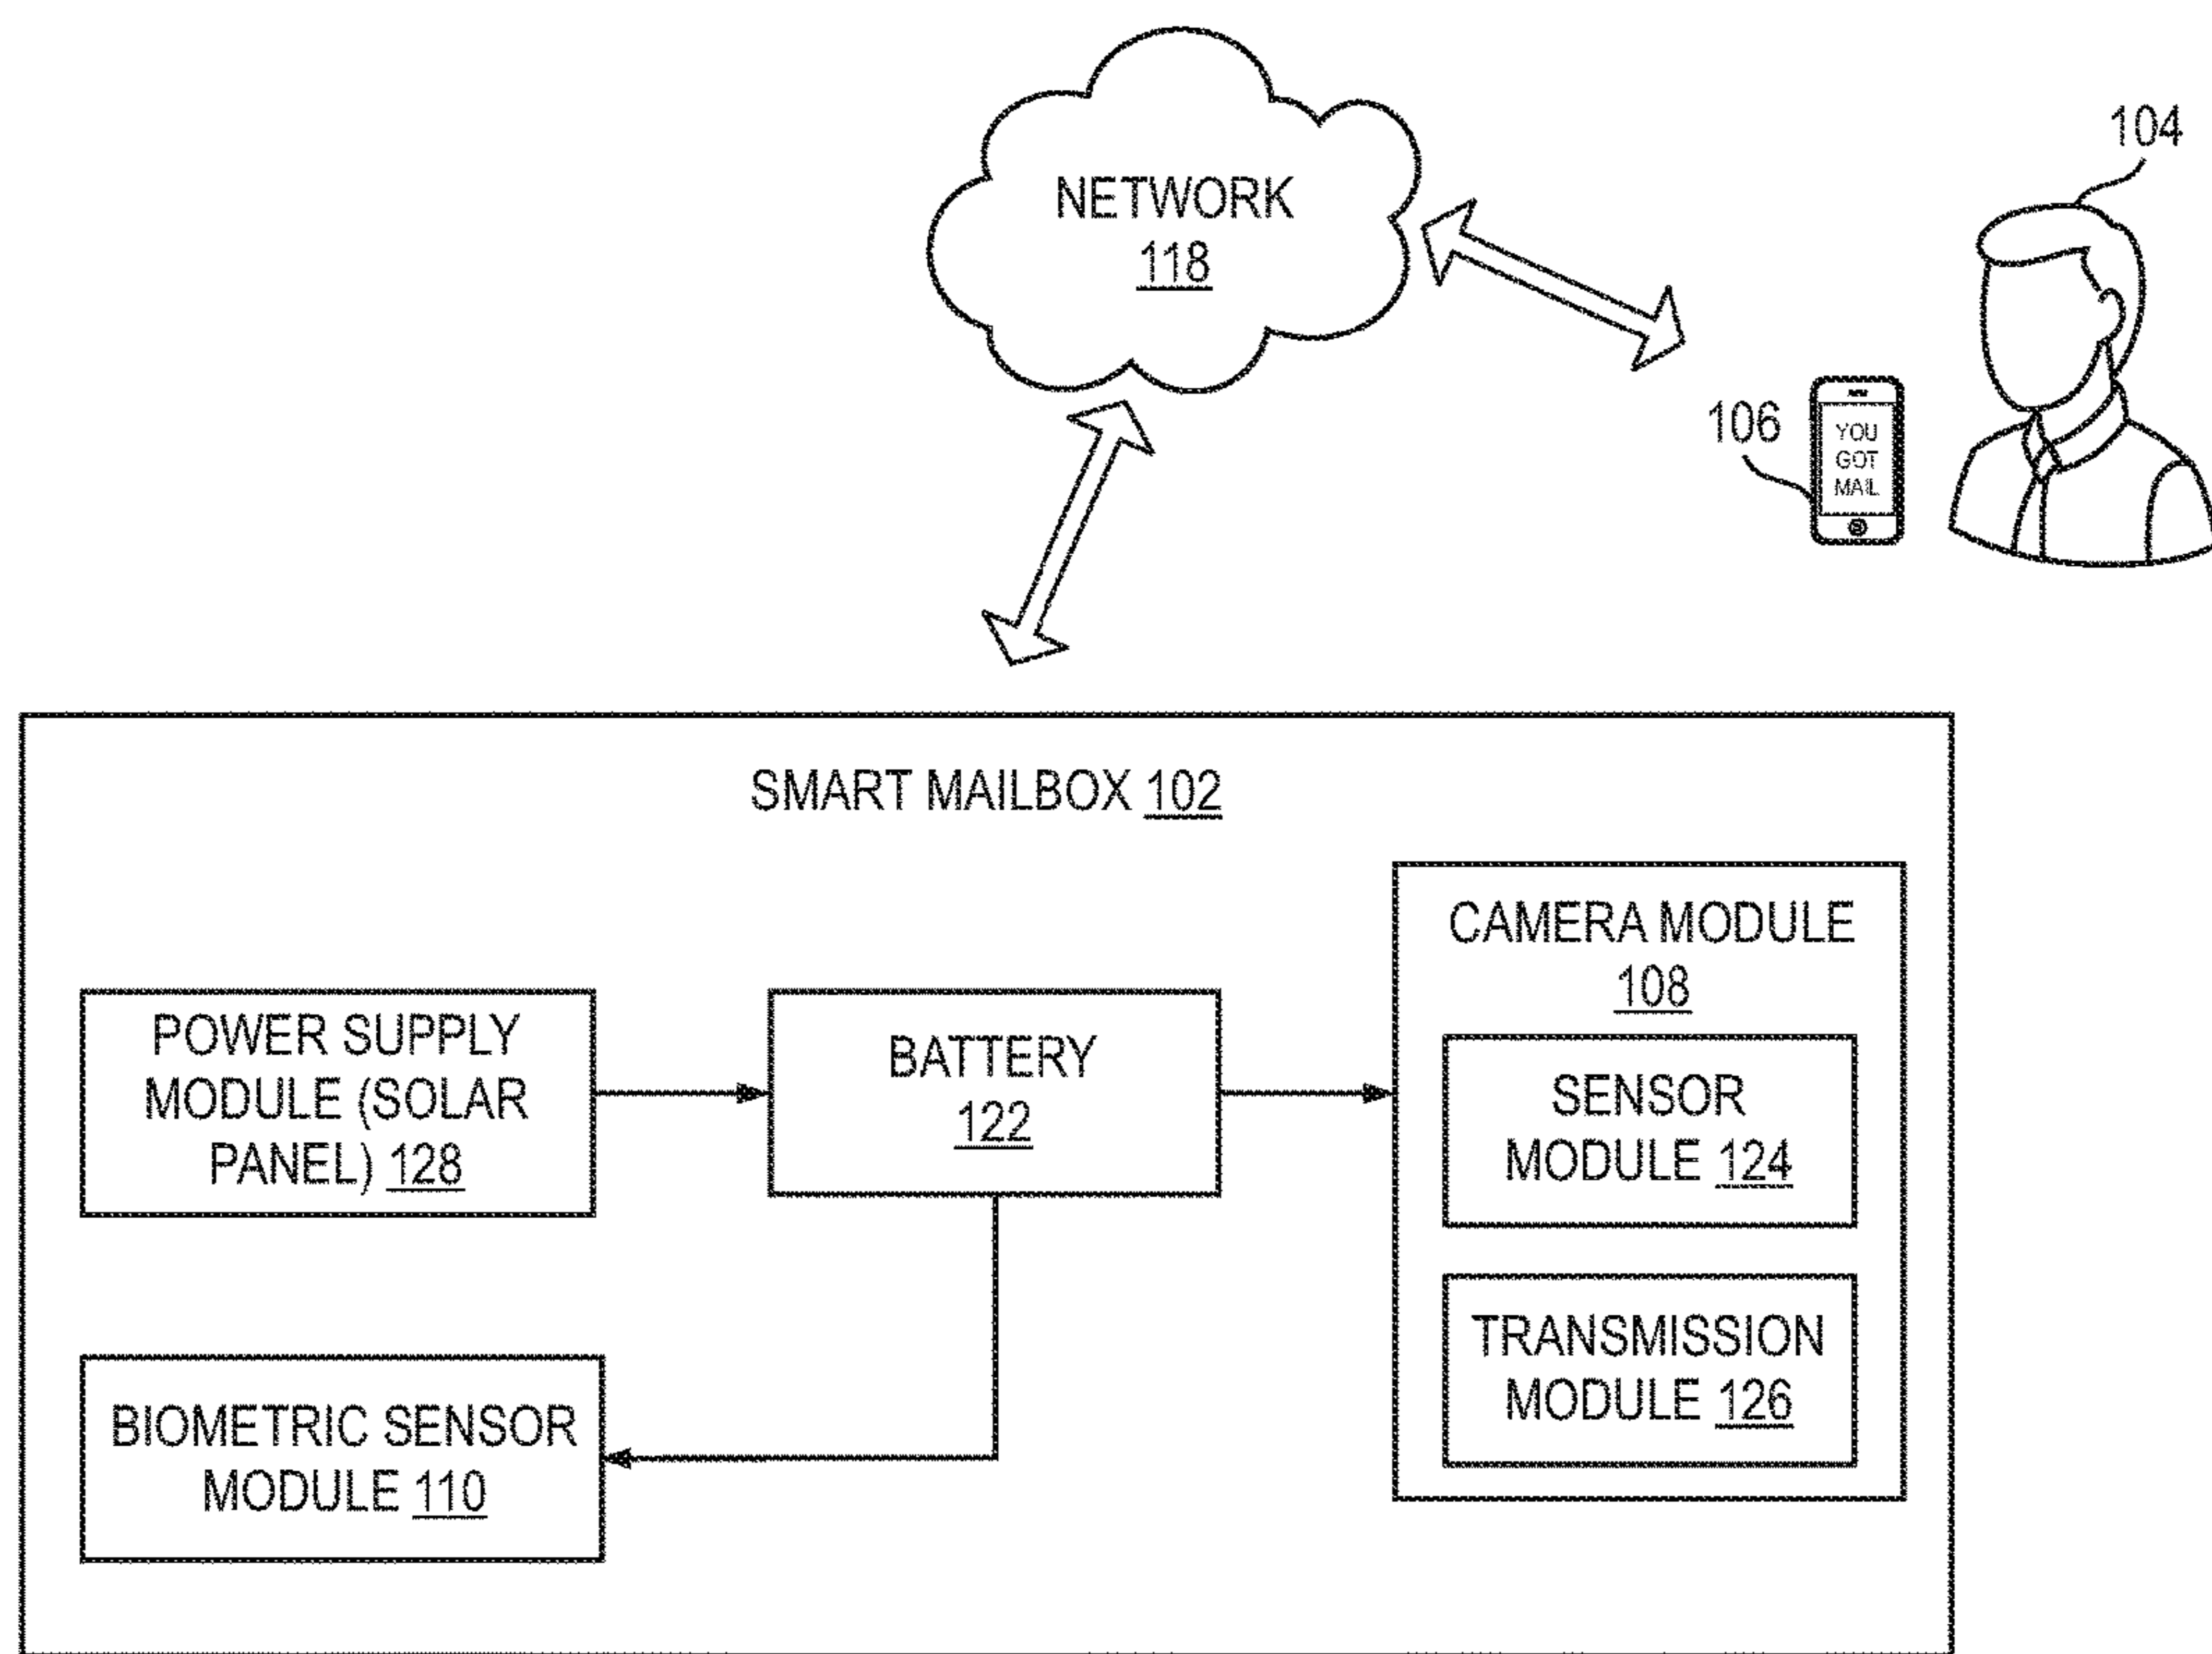 NETWORK
118
104
106
YOU
GOT
MAIL
SMART MAILBOX 102
CAMERA MODULE
108
POWER SUPPLY
MODULE (SOLAR
PANEL) 128
BATTERY
122
SENSOR
MODULE 124
TRANSMISSION
MODULE 126
BIOMETRIC SENSOR
MODULE 110